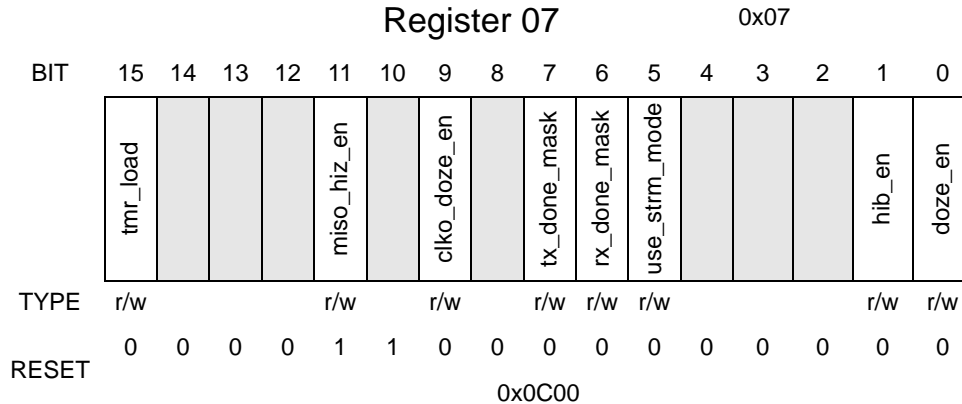 Register 07 0x07
BIT 15 14 13 12 11 10 9 8 7 6 5 4 3 2 1 0
tmr_load miso_hiz_en clko_doze_en tx_done_mask rx_done_mask use_strm_mode hib_en doze_en
TYPE r/w r/w r/w r/w r/w r/w r/w r/w
RESET 0 0 0 0 1 1 0 0 0 0 0 0 0 0 0 0
0x0C00